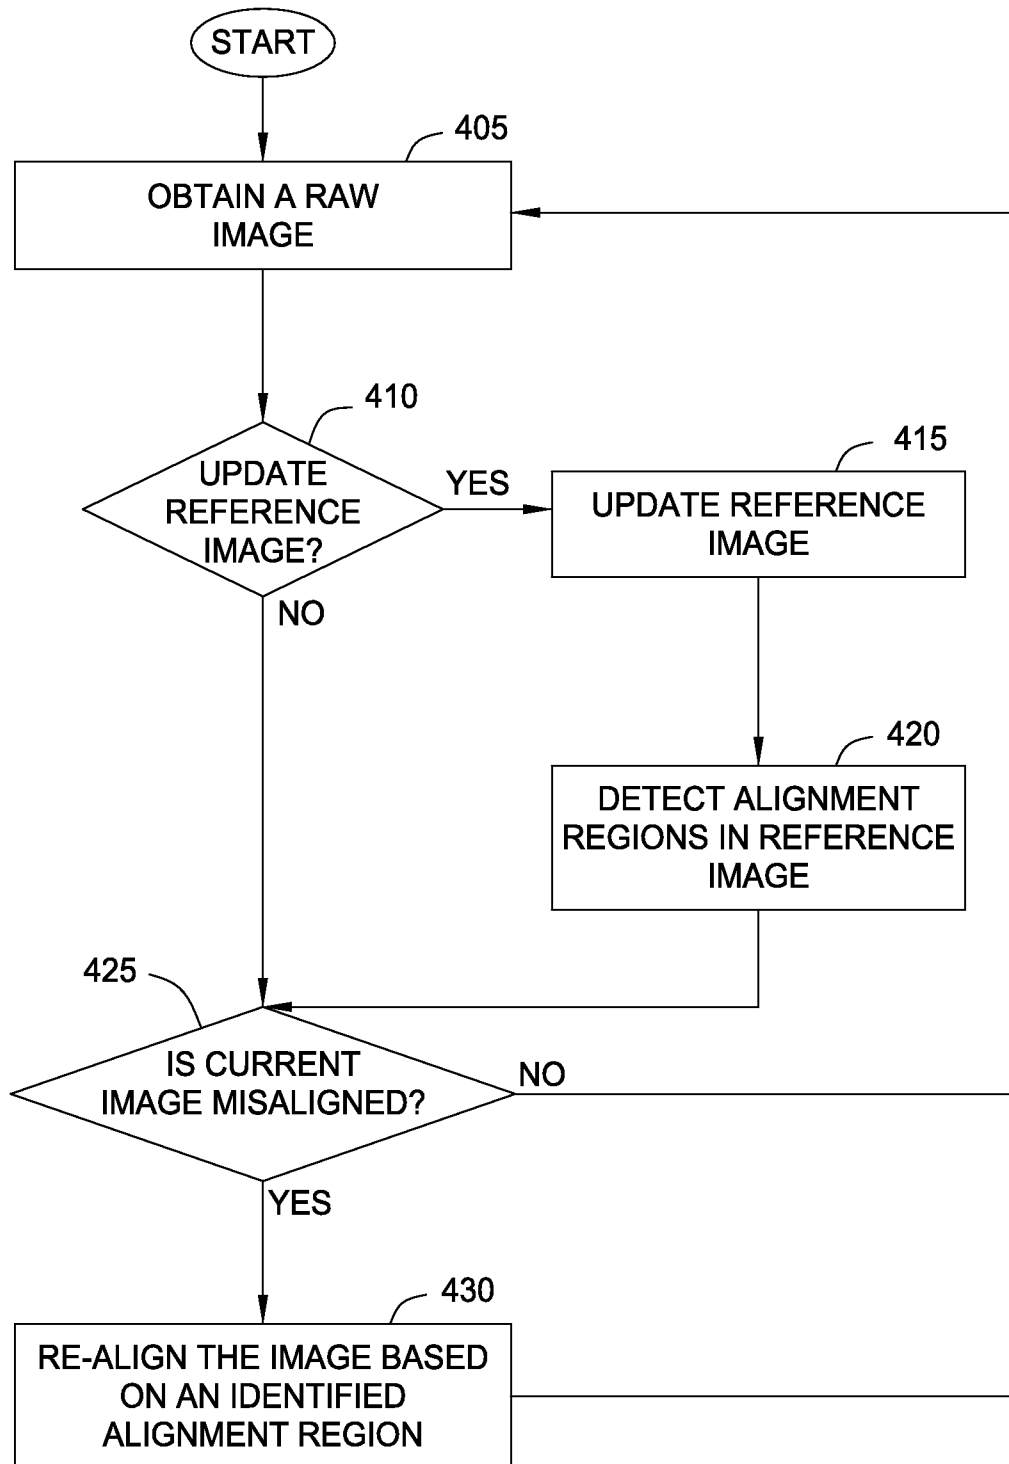 START
405
OBTAIN A RAW
IMAGE
410
UPDATE
REFERENCE
IMAGE?
YES
415
UPDATE REFERENCE
IMAGE
NO
420
DETECT ALIGNMENT
REGIONS IN REFERENCE
IMAGE
425
IS CURRENT
IMAGE MISALIGNED?
NO
YES
430
RE-ALIGN THE IMAGE BASED
ON AN IDENTIFIED
ALIGNMENT REGION